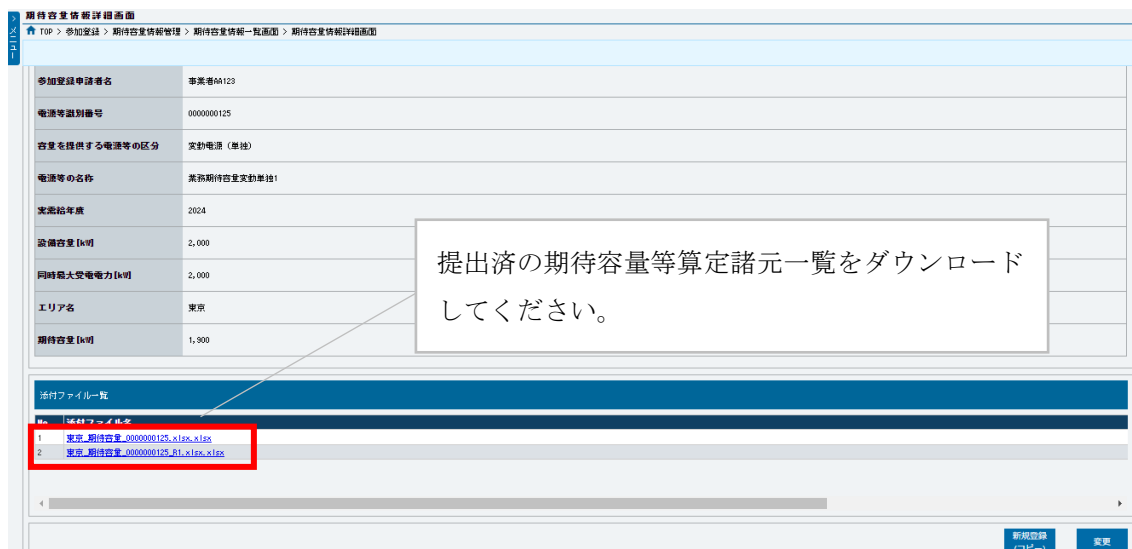 期待容量情報詳細画面
メニュー
TOP > 参加登録 > 期待容量情報管理 > 期待容量情報一覧画面 > 期待容量情報詳細画面
参加登録申請者名 事業者AA123
電源等識別番号 0000000125
容量を提供する電源等の区分 変動電源（単独）
電源等の名称 業務期待容量変動単独1
実需給年度 2024
設備容量[kW] 2,000
同時最大受電電力[kW] 2,000
エリア名 東京
期待容量[kW] 1,900
提出済の期待容量等算定諸元一覧をダウンロード
してください。
添付ファイル一覧
No 添付ファイル名
1 東京_期待容量_0000000125.xlsx.xlsx
2 東京_期待容量_0000000125_R1.xlsx.xlsx
新規登録
(コピー)
変更